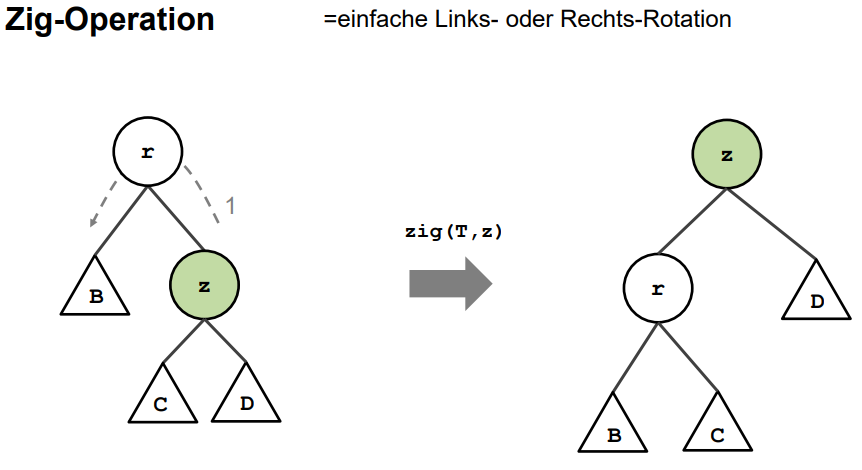 Zig-Operation
=einfache Links- oder Rechts-Rotation
r
1
B
z
C
D
zig(T,z)
z
r
D
B
C